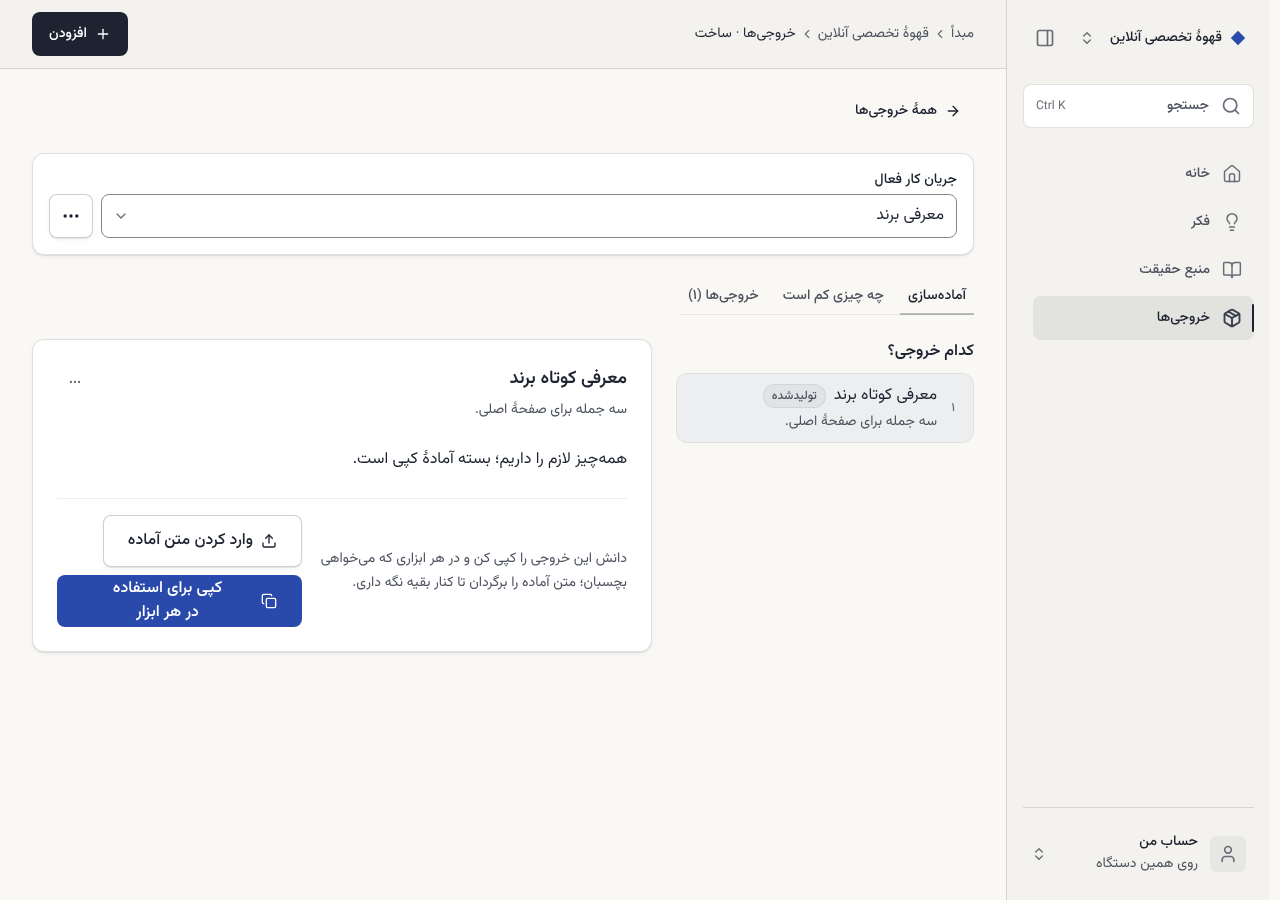 قهوهٔ تخصصی آنلاین
جستجو
Ctrl K
خانه
فکر
منبع حقیقت
خروجی‌ها
حساب من
روی همین دستگاه
مبدأ › قهوهٔ تخصصی آنلاین › خروجی‌ها · ساخت
افزودن
همهٔ خروجی‌ها
جریان کار فعال
معرفی برند
آماده‌سازی
چه چیزی کم است
خروجی‌ها (۱)
کدام خروجی؟
۱
معرفی کوتاه برند تولیدشده
سه جمله برای صفحهٔ اصلی.
معرفی کوتاه برند
سه جمله برای صفحهٔ اصلی.
همه‌چیز لازم را داریم؛ بسته آمادهٔ کپی است.
دانش این خروجی را کپی کن و در هر ابزاری که می‌خواهی
بچسبان؛ متن آماده را برگردان تا کنار بقیه نگه داری.
وارد کردن متن آماده
کپی برای استفاده
در هر ابزار